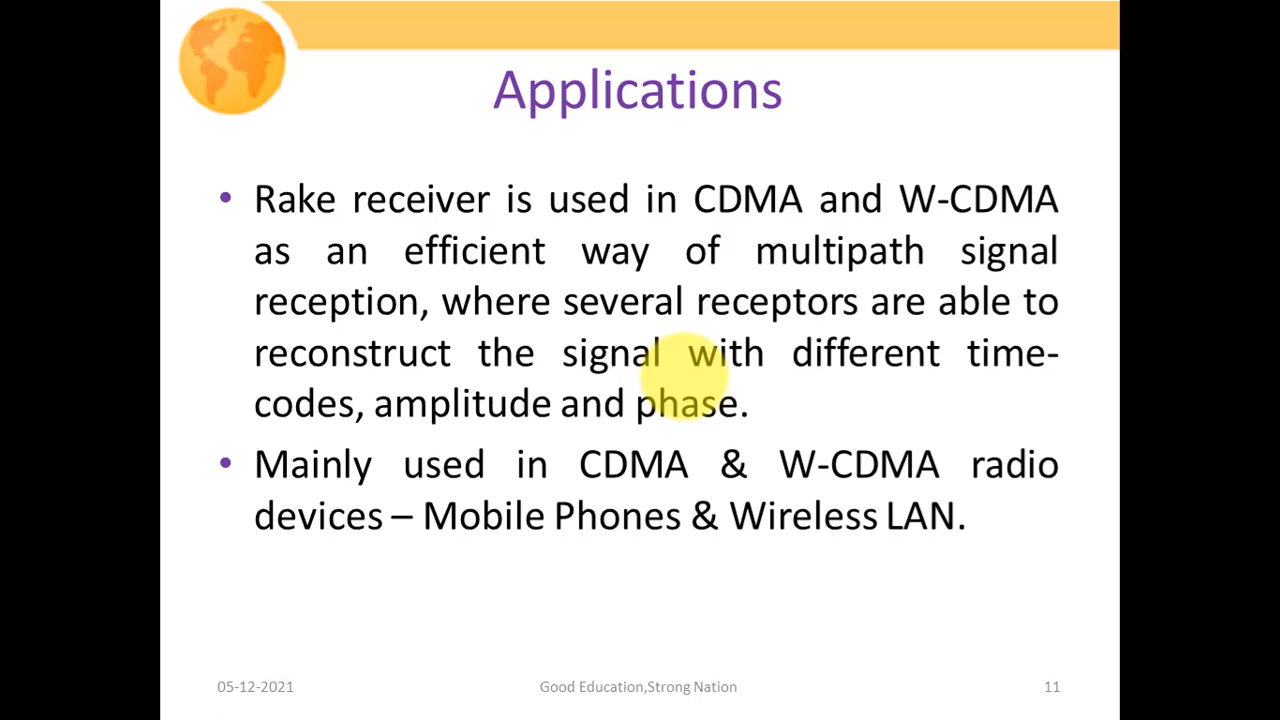 Applications
• Rake receiver is used in CDMA and W-CDMA
as an efficient way of multipath signal
reception, where several receptors are able to
reconstruct the signal with different time-
codes, amplitude and phase.
• Mainly used in CDMA & W-CDMA radio
devices – Mobile Phones & Wireless LAN.
05-12-2021
Good Education,Strong Nation
11